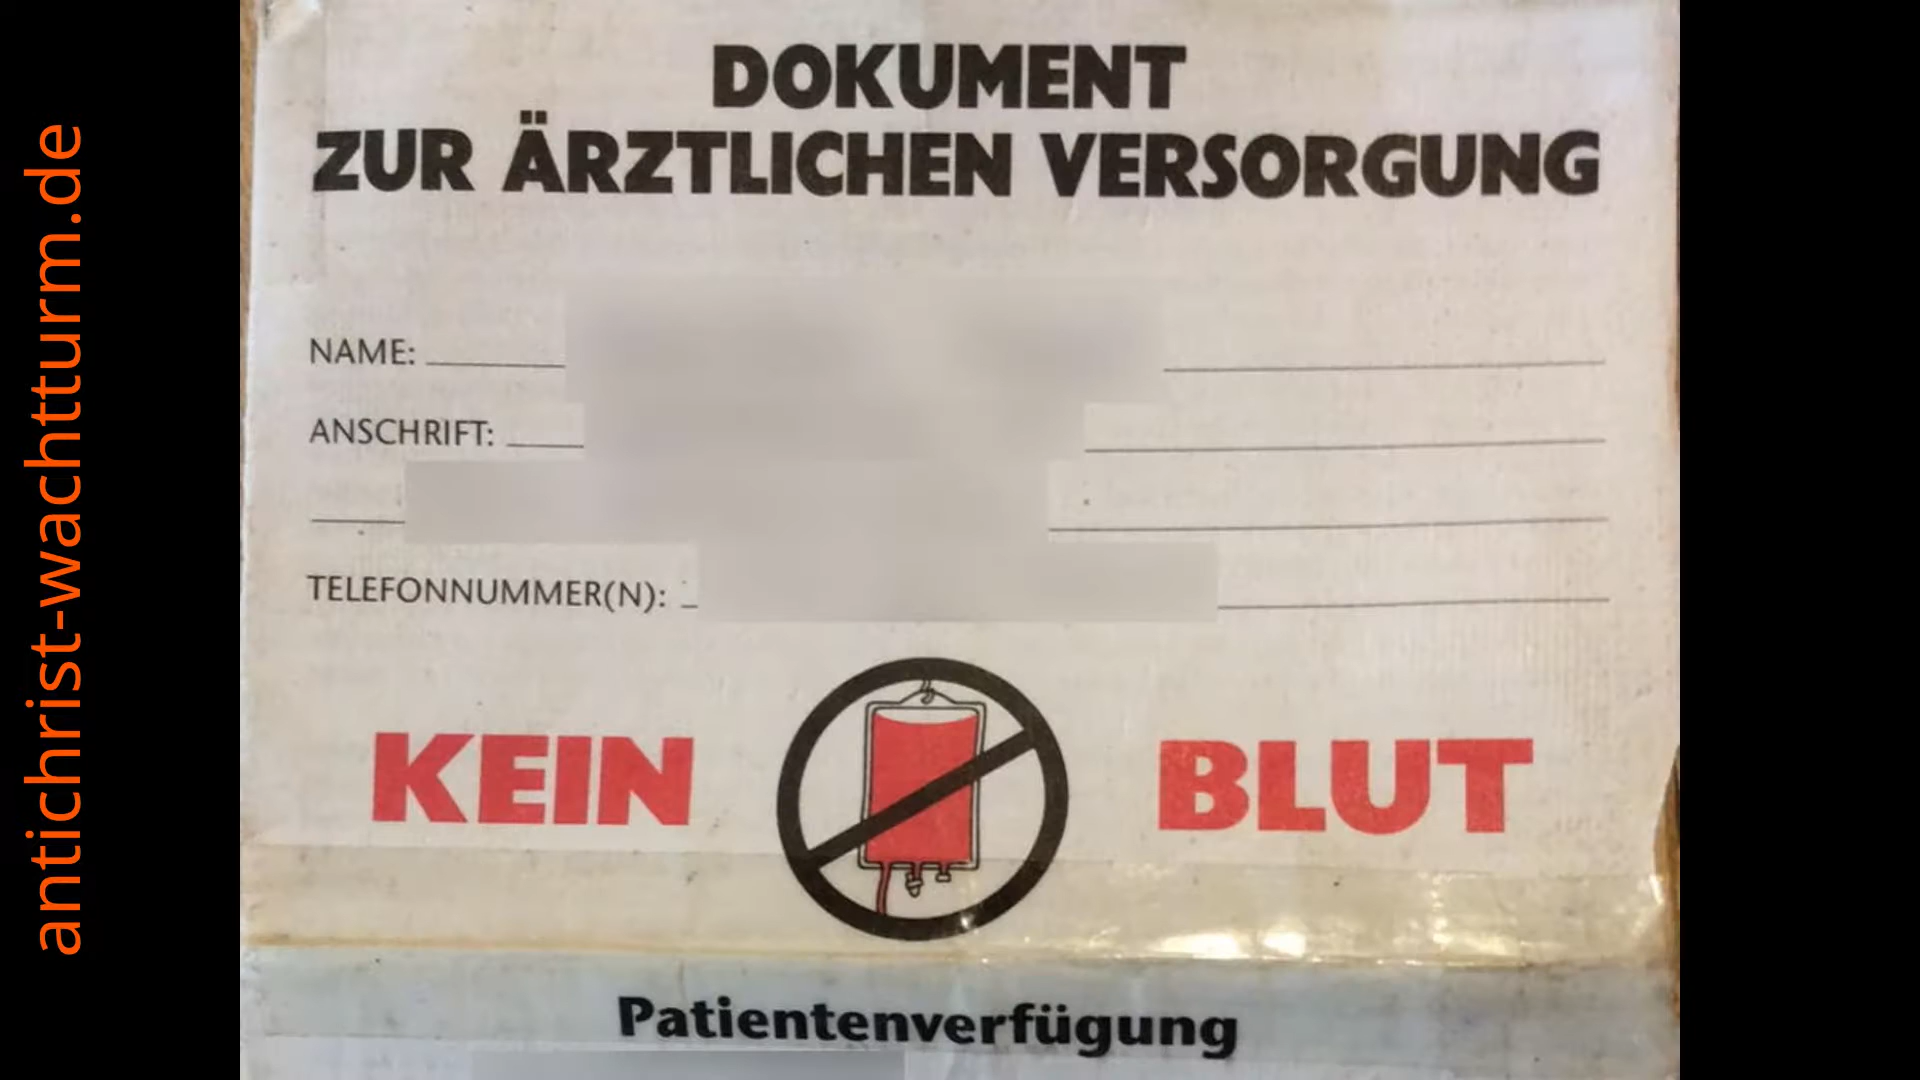 antichrist-wachtturm.de
DOKUMENT
ZUR ÄRZTLICHEN VERSORGUNG
NAME:
ANSCHRIFT:
TELEFONNUMMER(N):
KEIN BLUT
Patientenverfügung